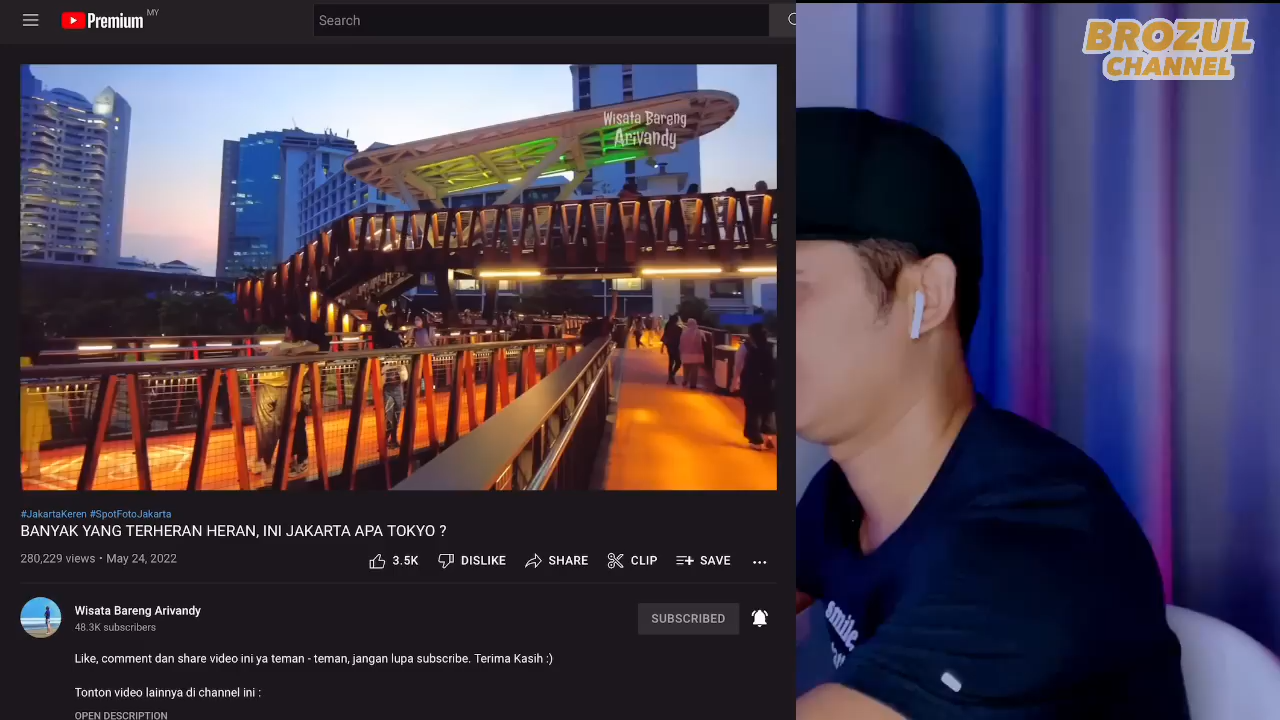 Premium
MY
Search
BROZUL
CHANNEL
Wisata Bareng
Arivandy
#JakartaKeren #SpotFotoJakarta
BANYAK YANG TERHERAN HERAN, INI JAKARTA APA TOKYO ?
280,229 views • May 24, 2022
3.5K
DISLIKE
SHARE
CLIP
SAVE
Wisata Bareng Arivandy
48.3K subscribers
SUBSCRIBED
Like, comment dan share video ini ya teman - teman, jangan lupa subscribe. Terima Kasih :)
Tonton video lainnya di channel ini :
OPEN DESCRIPTION
smile,